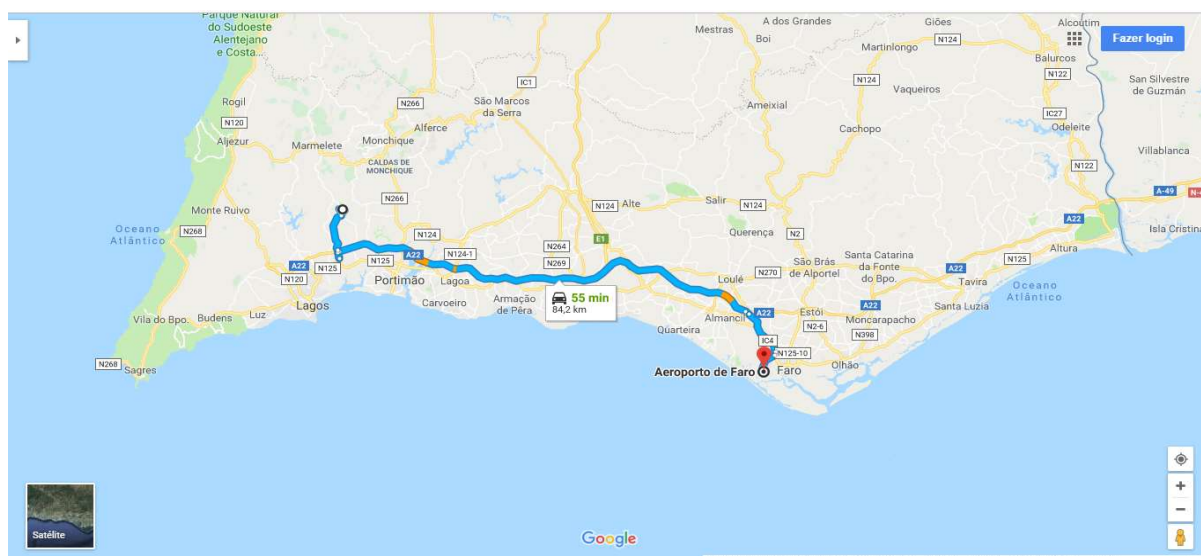 Parque Natural
do Sudoeste
Alentejano
e Costa...
A dos Grandes
Giões
Alcoutim
Mestras
Boi
Martinlongo
N124
Fazer login
Balurcos
IC1
N124
N122
San Silvestre
de Guzmán
Rogil
N266
São Marcos
da Serra
Ameixial
Vaqueiros
N120
Alferce
IC27
Odeleite
Aljezur
Marmelete
Monchique
Cachopo
Villablanca
CALDAS DE
MONCHIQUE
N122
N266
N124
Alte
Salir
N124
A-49
Monte Ruivo
A22
Oceano
Atlântico
N268
N124
E1
Querença
N2
Isla Cristina
A22
N125
N125
A22
N124-1
N264
Altura
N120
Portimão
Lagoa
N269
Loulé
N270
São Brás
de Alportel
Santa Catarina
da Fonte
do Bpo.
A22
N125
Tavira
Oceano
Atlântico
Lagos
Carvoeiro
Armação
de Pêra
55 min
84,2 km
Vila do Bpo.
Budens
Luz
Quarteira
Almancil
A22
Estói
Moncarapacho
Santa Luzia
N2-6
N398
IC4
N125-10
N268
Sagres
Aeroporto de Faro
Faro
Olhão
Satélite
Google